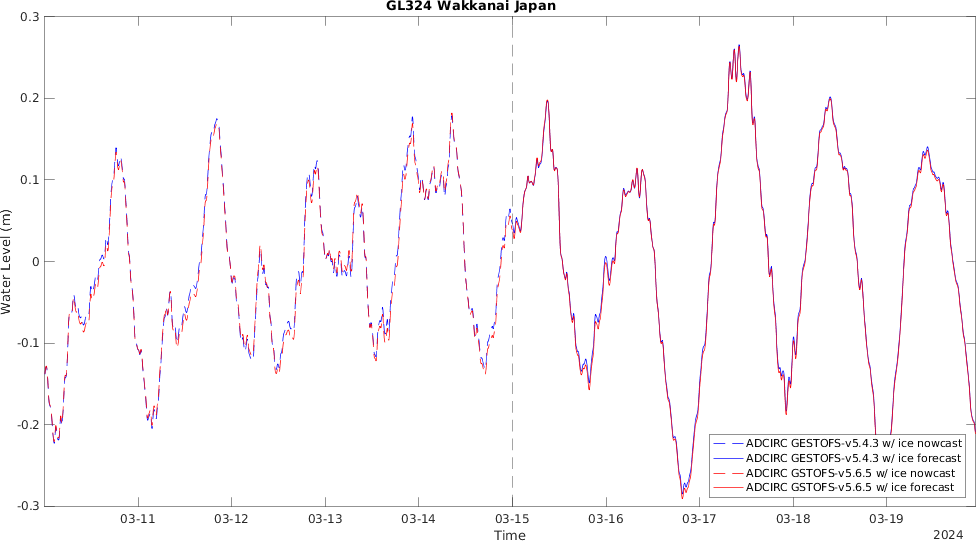 GL324 Wakkanai Japan
0.3
0.2
0.1
0
-0.1
-0.2
-0.3
Water Level (m)
ADCIRC GESTOFS-v5.4.3 w/ ice nowcast
ADCIRC GESTOFS-v5.4.3 w/ ice forecast
ADCIRC GSTOFS-v5.6.5 w/ ice nowcast
ADCIRC GSTOFS-v5.6.5 w/ ice forecast
03-11 03-12 03-13 03-14 03-15 03-16 03-17 03-18 03-19
Time
2024